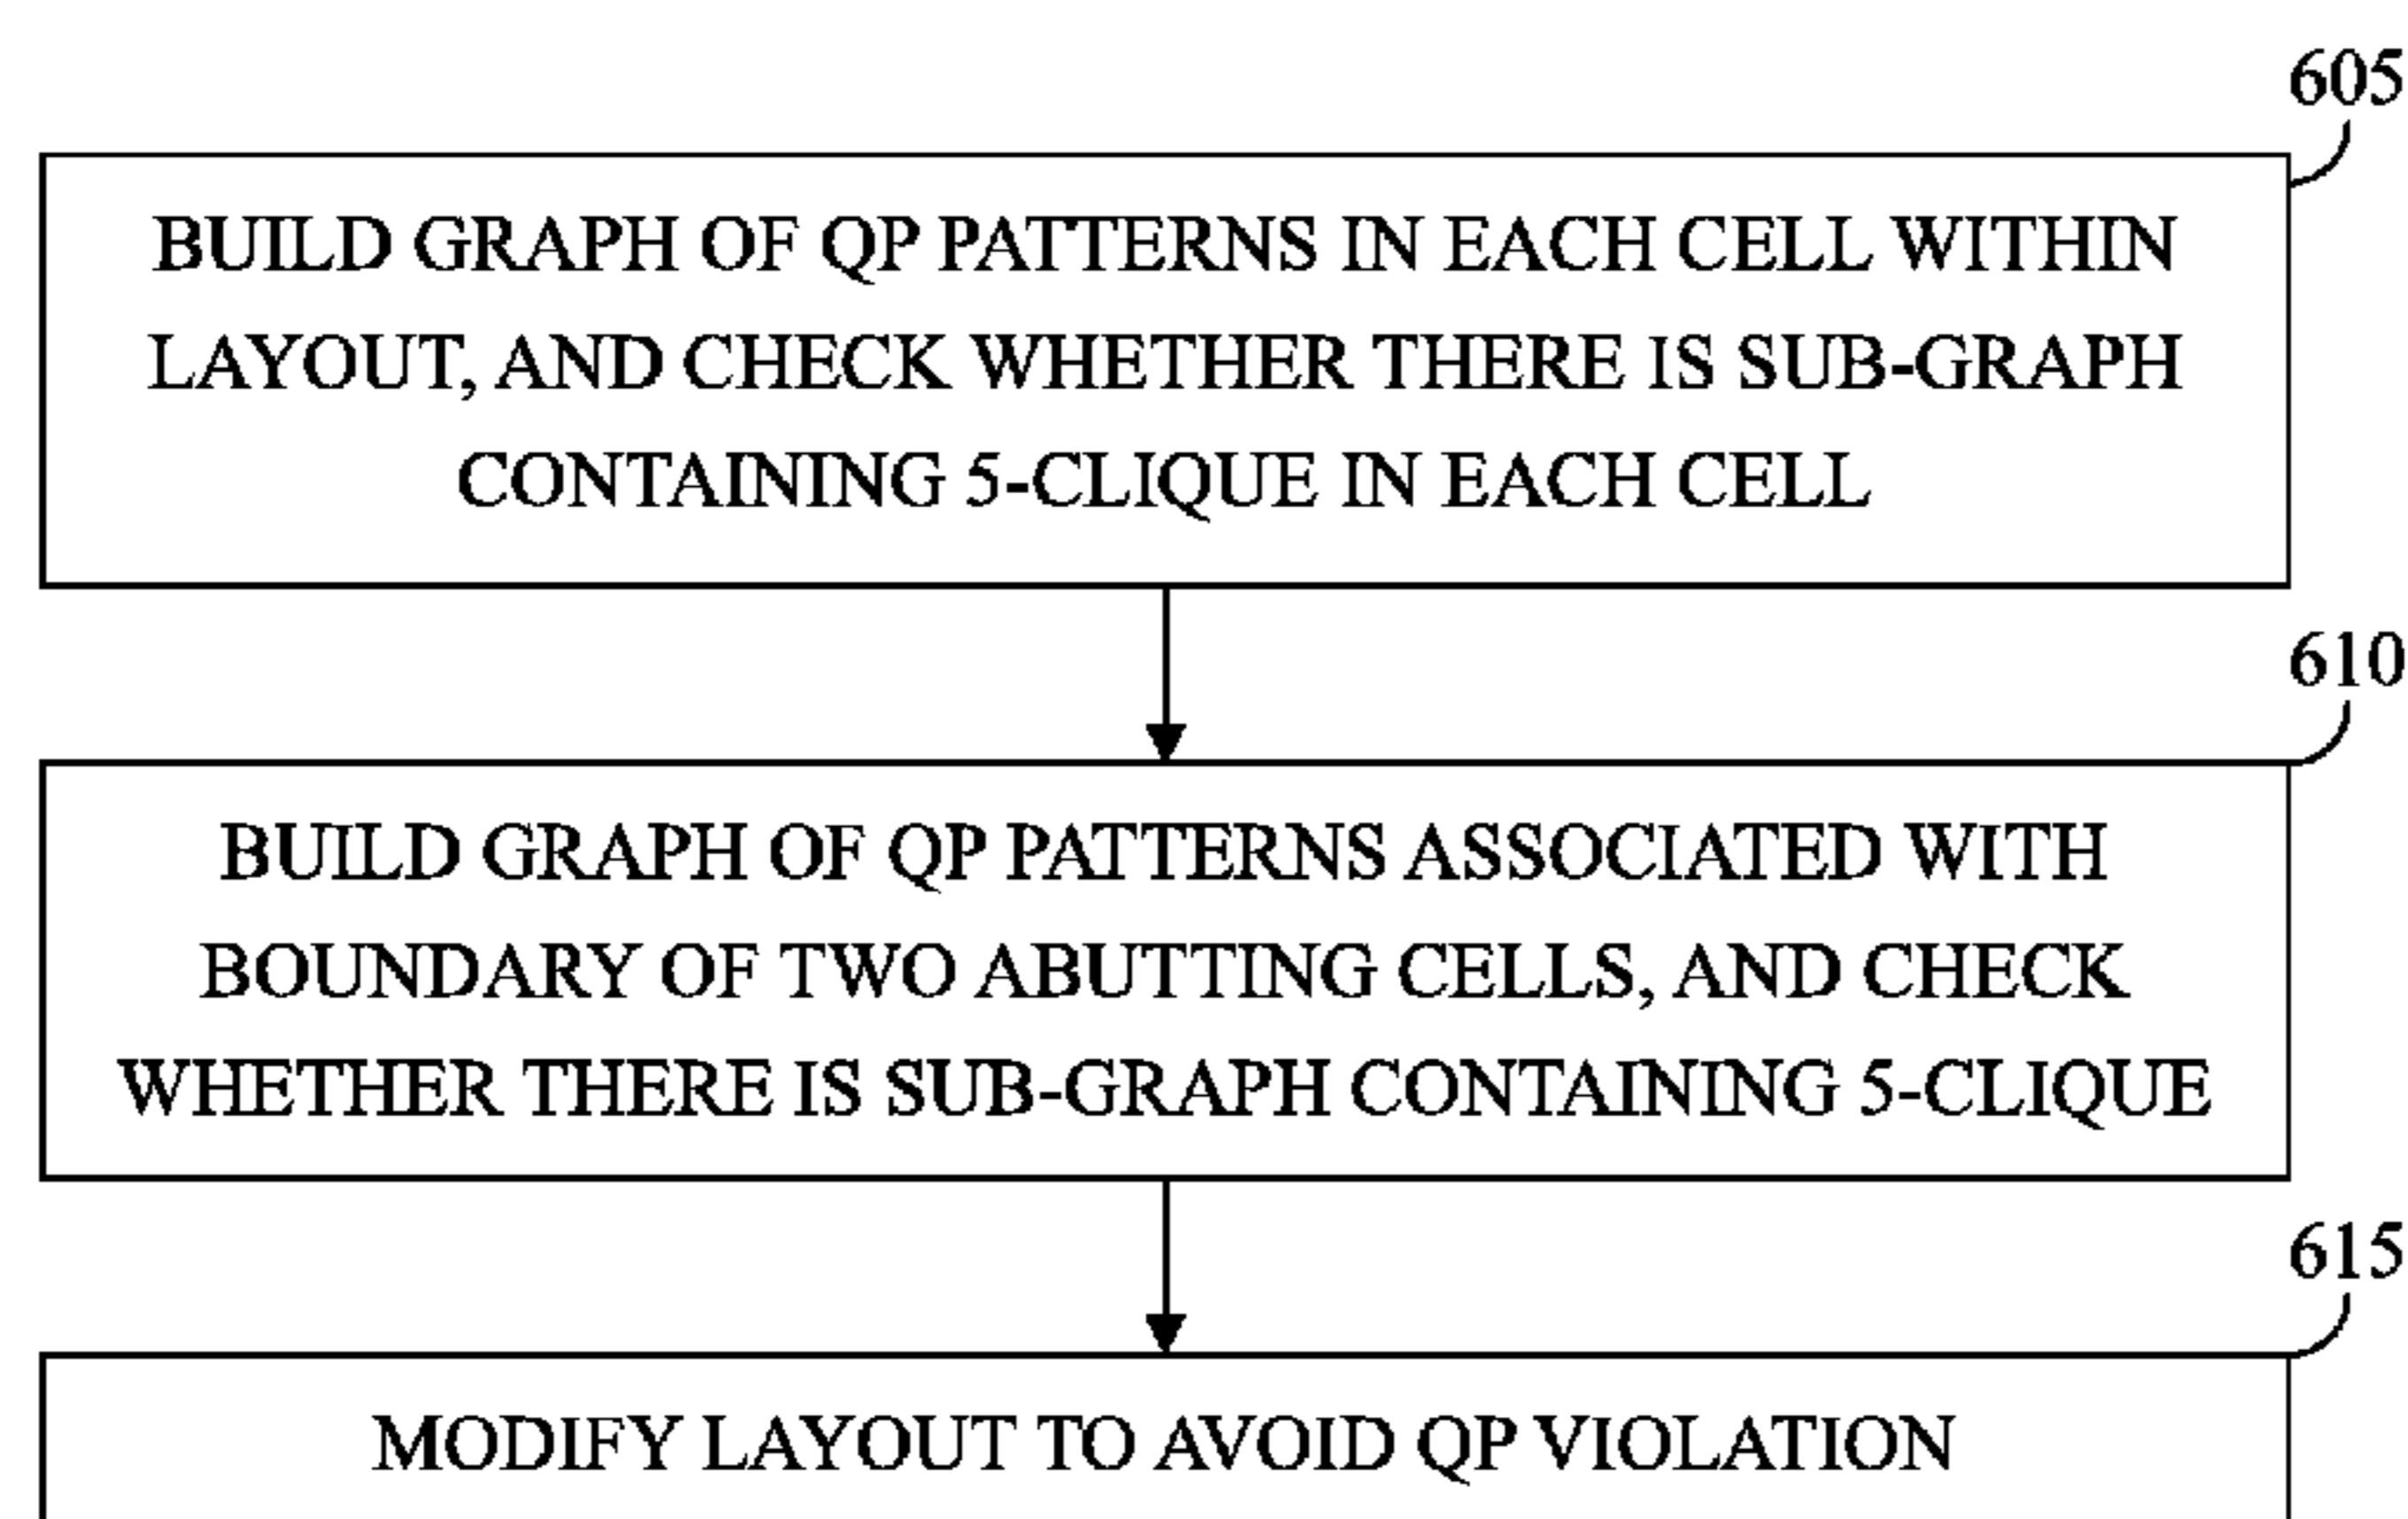 605
BUILD GRAPH OF QP PATTERNS IN EACH CELL WITHIN
LAYOUT, AND CHECK WHETHER THERE IS SUB-GRAPH
CONTAINING 5-CLIQUE IN EACH CELL
610
BUILD GRAPH OF QP PATTERNS ASSOCIATED WITH
BOUNDARY OF TWO ABUTTING CELLS, AND CHECK
WHETHER THERE IS SUB-GRAPH CONTAINING 5-CLIQUE
615
MODIFY LAYOUT TO AVOID QP VIOLATION